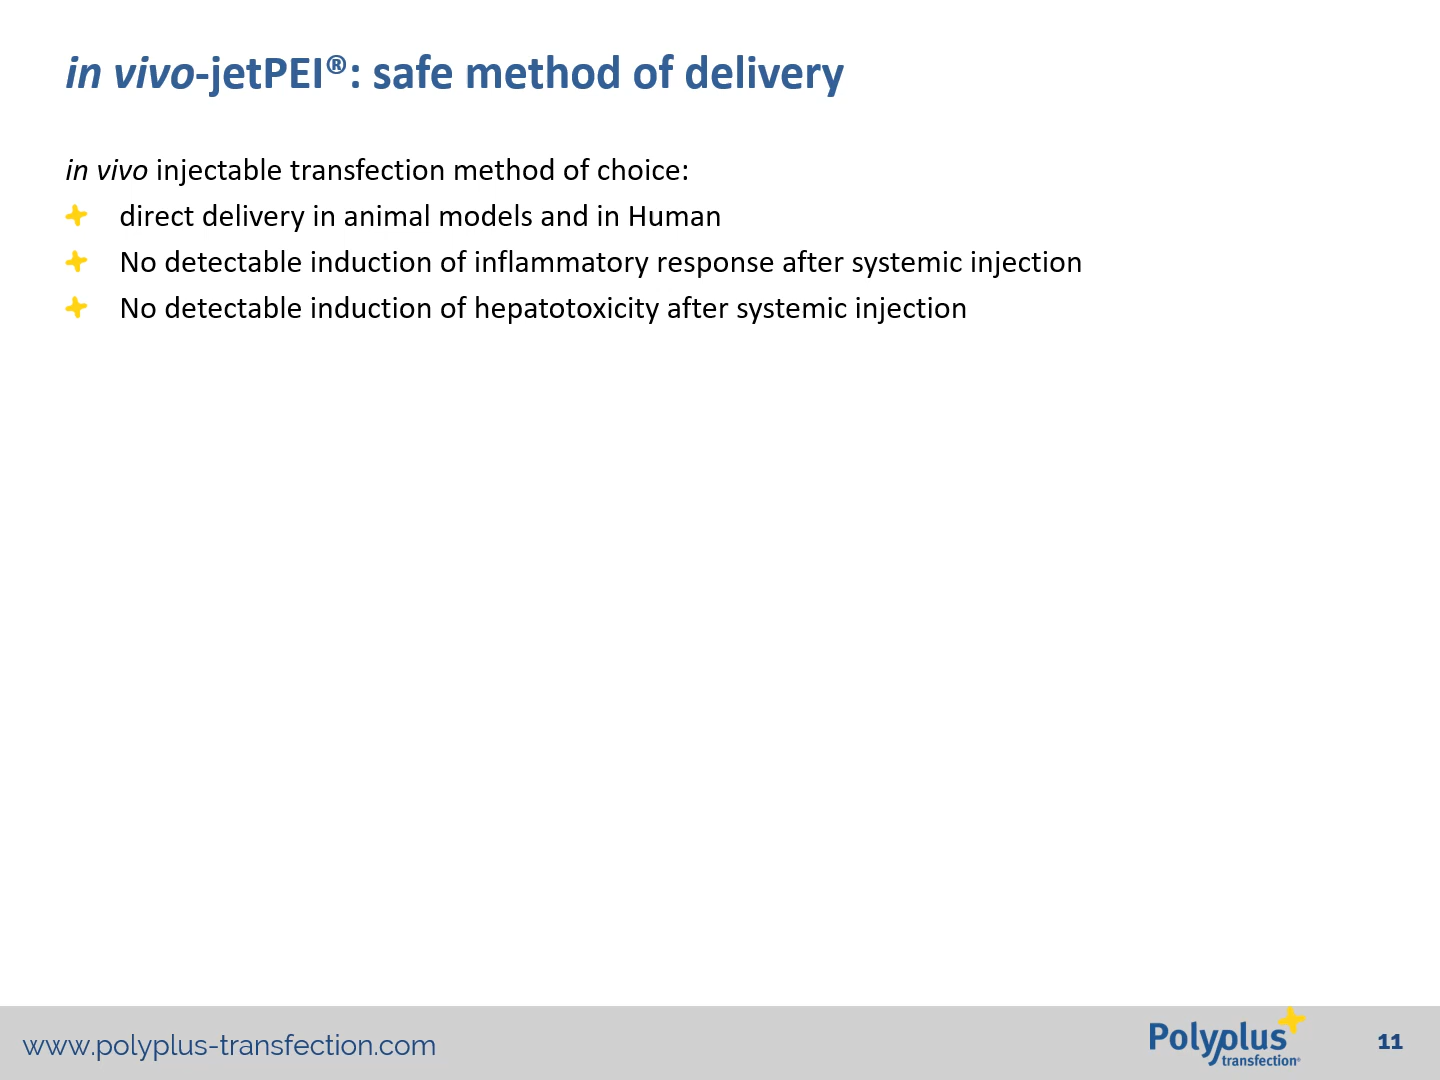 in vivo-jetPEI®: safe method of delivery
in vivo injectable transfection method of choice:
direct delivery in animal models and in Human
No detectable induction of inflammatory response after systemic injection
No detectable induction of hepatotoxicity after systemic injection
www.polyplus-transfection.com
Polyplus
transfection®
11